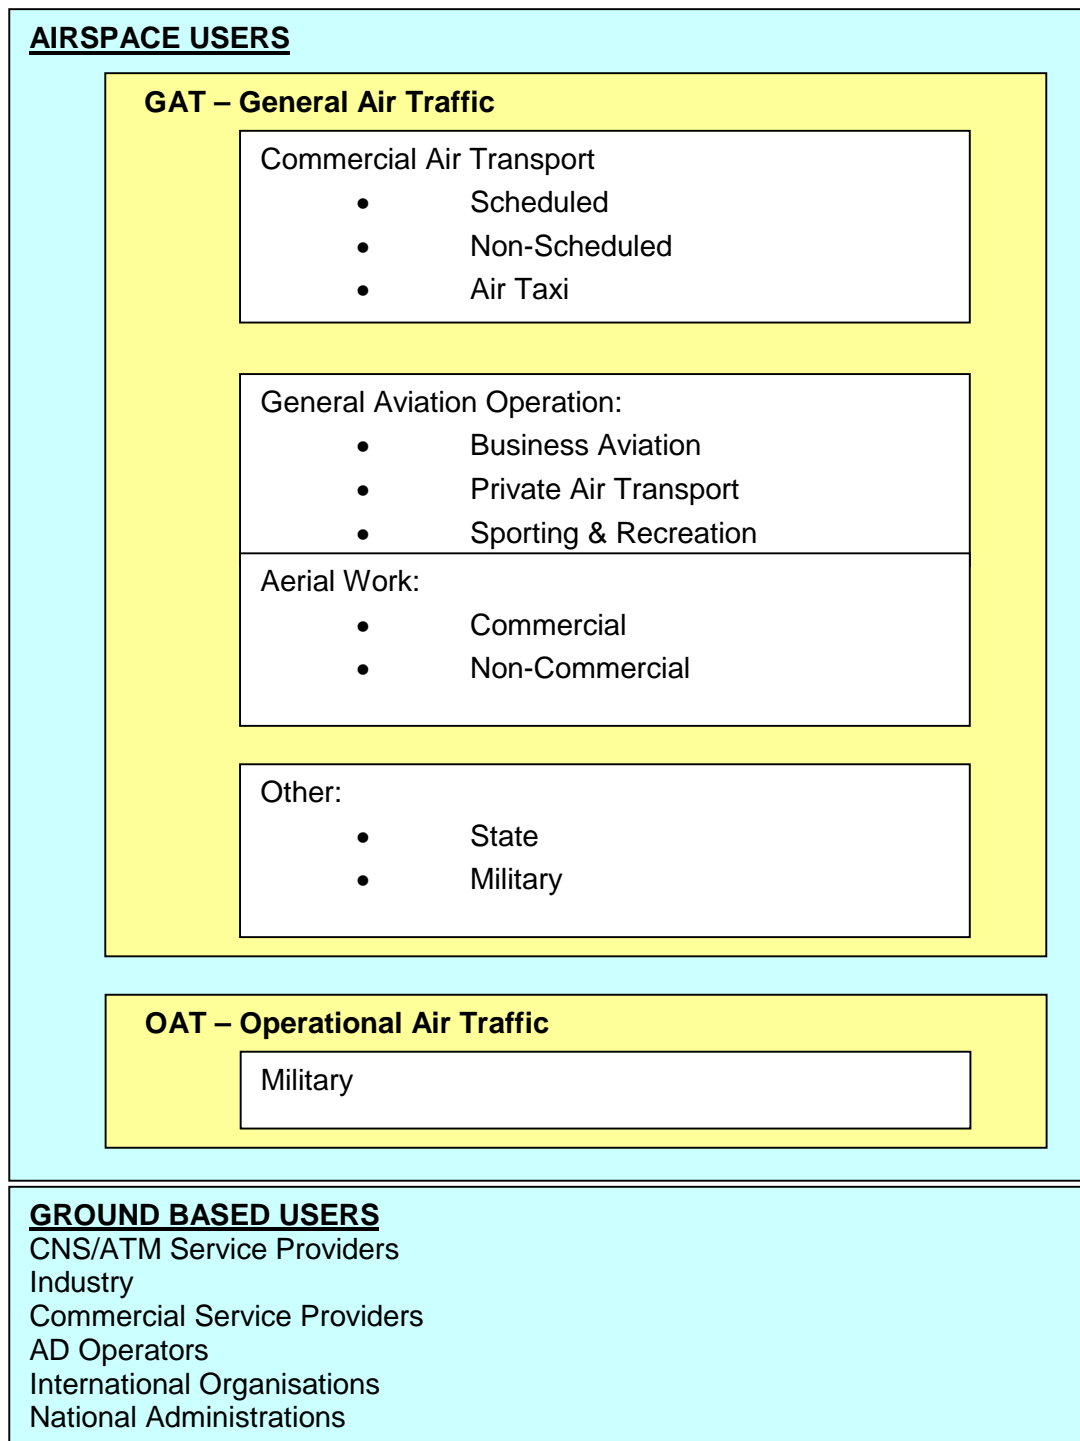 AIRSPACE USERS
GAT – General Air Traffic
Commercial Air Transport
• Scheduled
• Non-Scheduled
• Air Taxi
General Aviation Operation:
• Business Aviation
• Private Air Transport
• Sporting & Recreation
Aerial Work:
• Commercial
• Non-Commercial
Other:
• State
• Military
OAT – Operational Air Traffic
Military
GROUND BASED USERS
CNS/ATM Service Providers
Industry
Commercial Service Providers
AD Operators
International Organisations
National Administrations